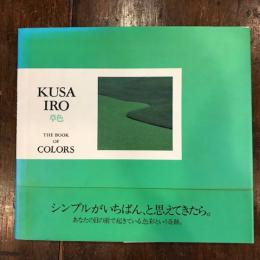 KUSA
IRO
草色
THE BOOK
OF
COLORS
シンプルがいちばん、と思えてきたら。
あなたの目の前で起きている、色彩という奇跡。